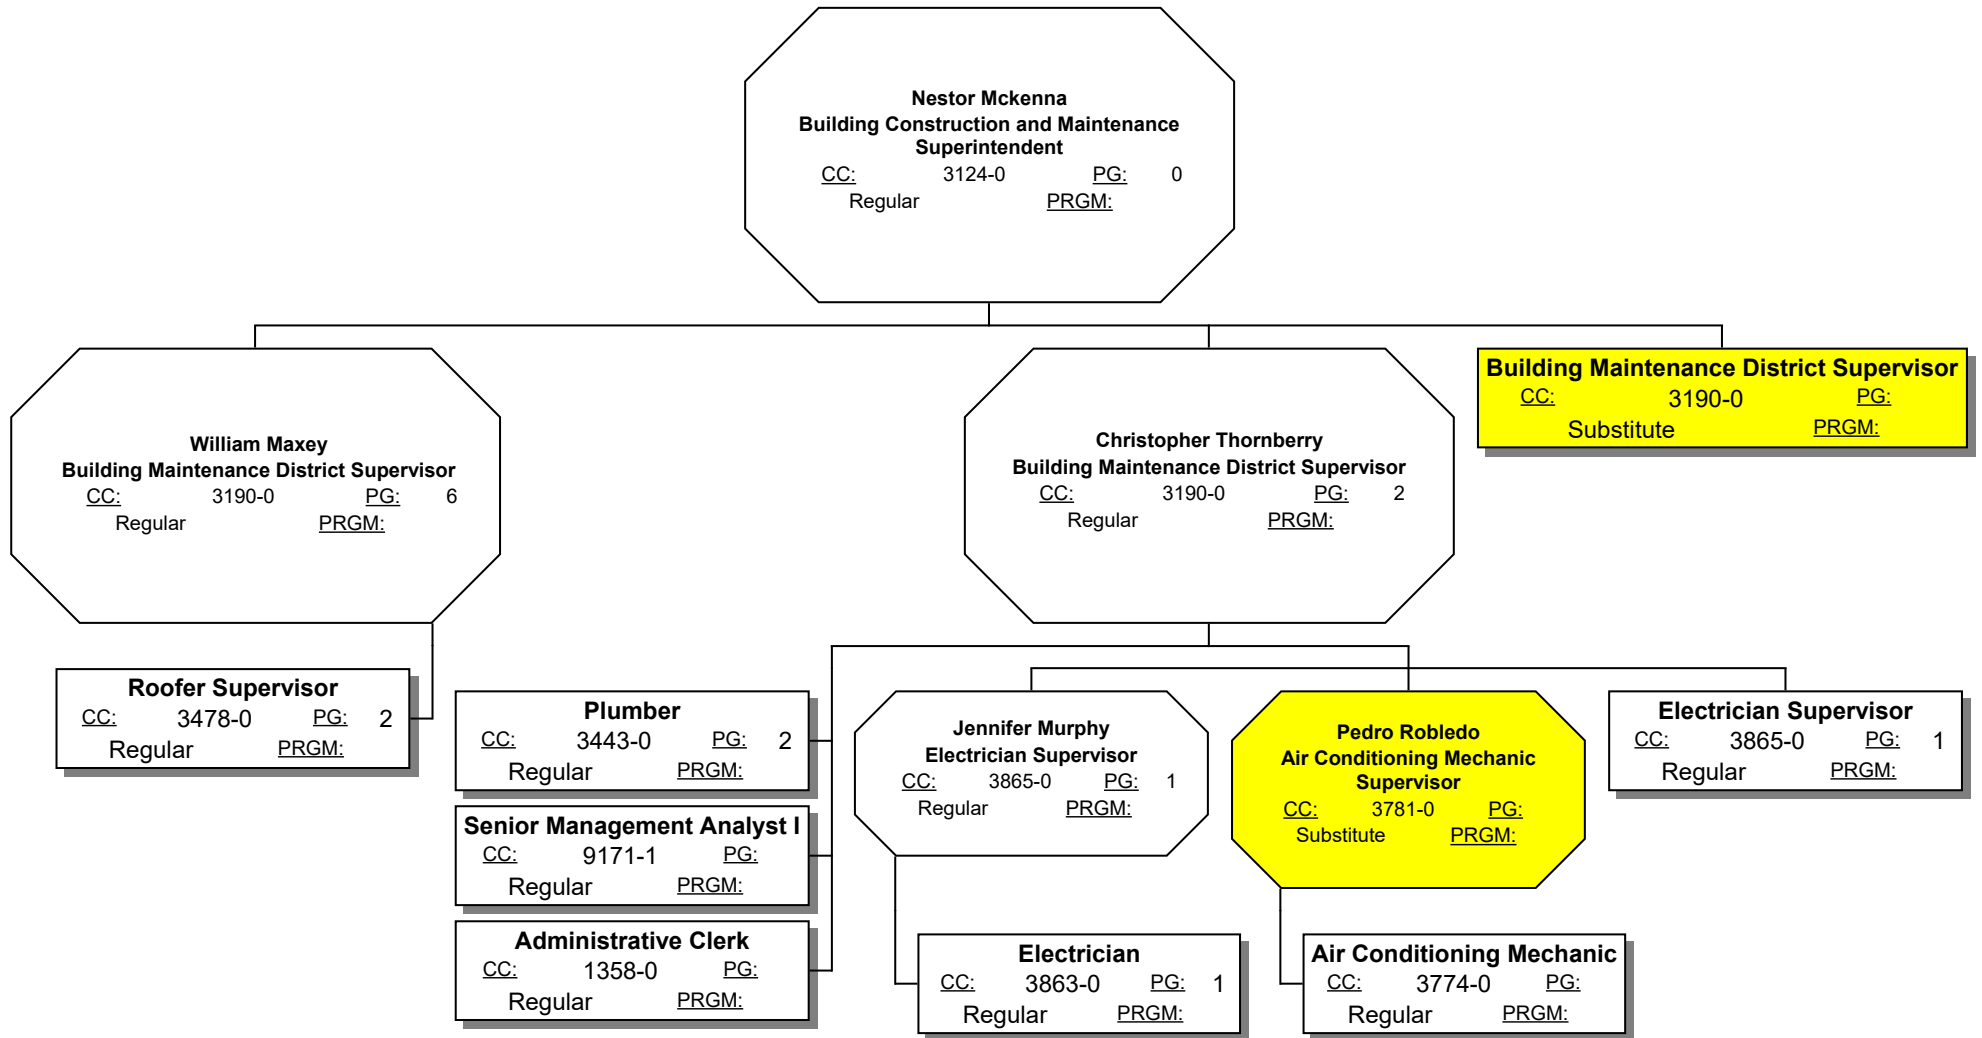 Nestor Mckenna
Building Construction and Maintenance
Superintendent
CC: 3124-0 PG: 0
Regular PRGM:
William Maxey
Building Maintenance District Supervisor
CC: 3190-0 PG: 6
Regular PRGM:
Christopher Thornberry
Building Maintenance District Supervisor
CC: 3190-0 PG: 2
Regular PRGM:
Building Maintenance District Supervisor
CC: 3190-0 PG:
Substitute PRGM:
Roofer Supervisor
CC: 3478-0 PG: 2
Regular PRGM:
Plumber
CC: 3443-0 PG: 2
Regular PRGM:
Senior Management Analyst I
CC: 9171-1 PG:
Regular PRGM:
Administrative Clerk
CC: 1358-0 PG:
Regular PRGM:
Jennifer Murphy
Electrician Supervisor
CC: 3865-0 PG: 1
Regular PRGM:
Electrician
CC: 3863-0 PG: 1
Regular PRGM:
Pedro Robledo
Air Conditioning Mechanic
Supervisor
CC: 3781-0 PG:
Substitute PRGM:
Air Conditioning Mechanic
CC: 3774-0 PG:
Regular PRGM:
Electrician Supervisor
CC: 3865-0 PG: 1
Regular PRGM: